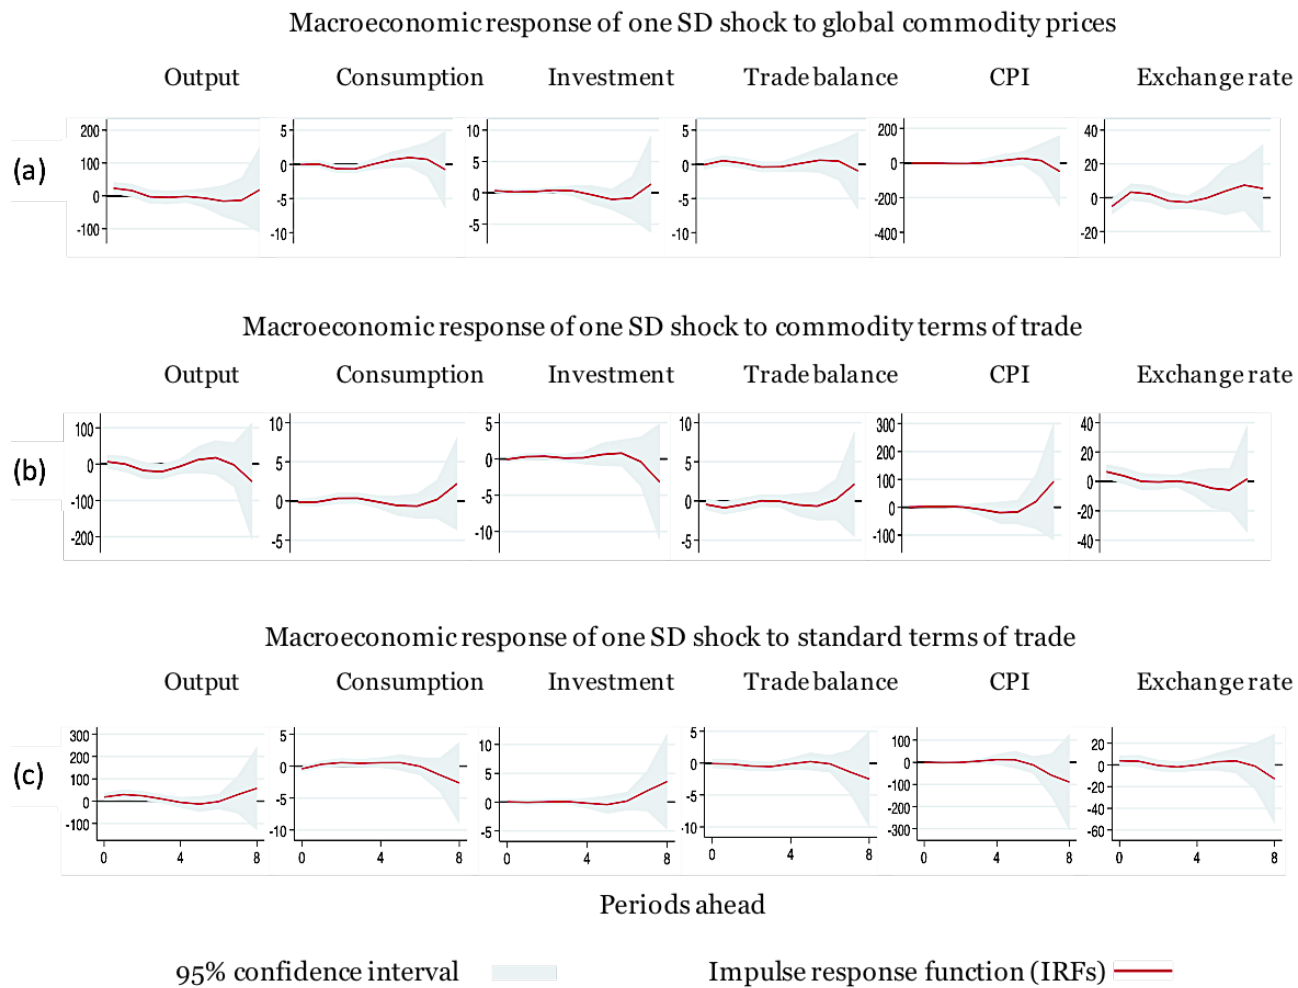 Macroeconomic response of one SD shock to global commodity prices
Output Consumption Investment Trade balance CPI Exchange rate
(a)
200 100 0 -100
5 0 -5 -10
10 5 0 -5
5 0 -5 -10
200 0 -200 -400
40 20 0 -20
Macroeconomic response of one SD shock to commodity terms of trade
Output Consumption Investment Trade balance CPI Exchange rate
(b)
100 0 -100 -200
10 5 0 -5
5 0 -5 -10
10 5 0 -5
300 200 100 0 -100
40 20 0 -20 -40
Macroeconomic response of one SD shock to standard terms of trade
Output Consumption Investment Trade balance CPI Exchange rate
(c)
300 200 100 0 -100
5 0 -5 -10
10 5 0 -5
5 0 -5 -10
100 0 -100 -200 -300
20 0 -20 -40 -60
0 4 8 0 4 8 0 4 8 0 4 8 0 4 8 0 4 8
Periods ahead
95% confidence interval Impulse response function (IRFs)